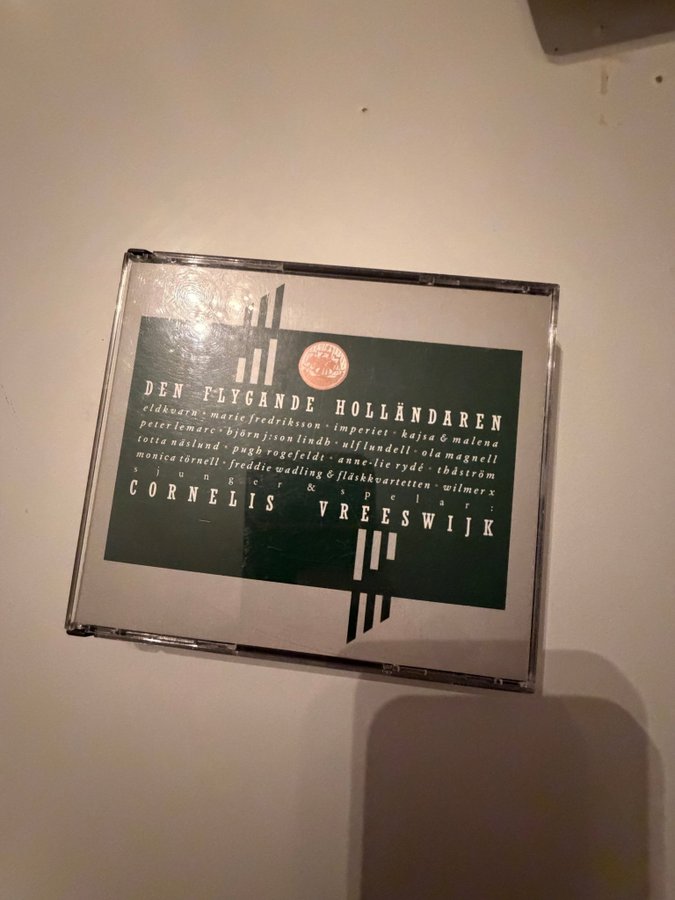 DEN FLYGANDE HOLLÄNDAREN
eldkvarn • marie fredriksson • imperiet • kajsa & malena
peter lemarc • björn j:son lindh • ulf lundell • ola magnell
totta näslund • pugh rogefeldt • anne-lie rydé • thåström
monica törnell • freddie wadling & fläskkvartetten • wilmer x
sjunger & spelar:
CORNELIS VREESWIJK